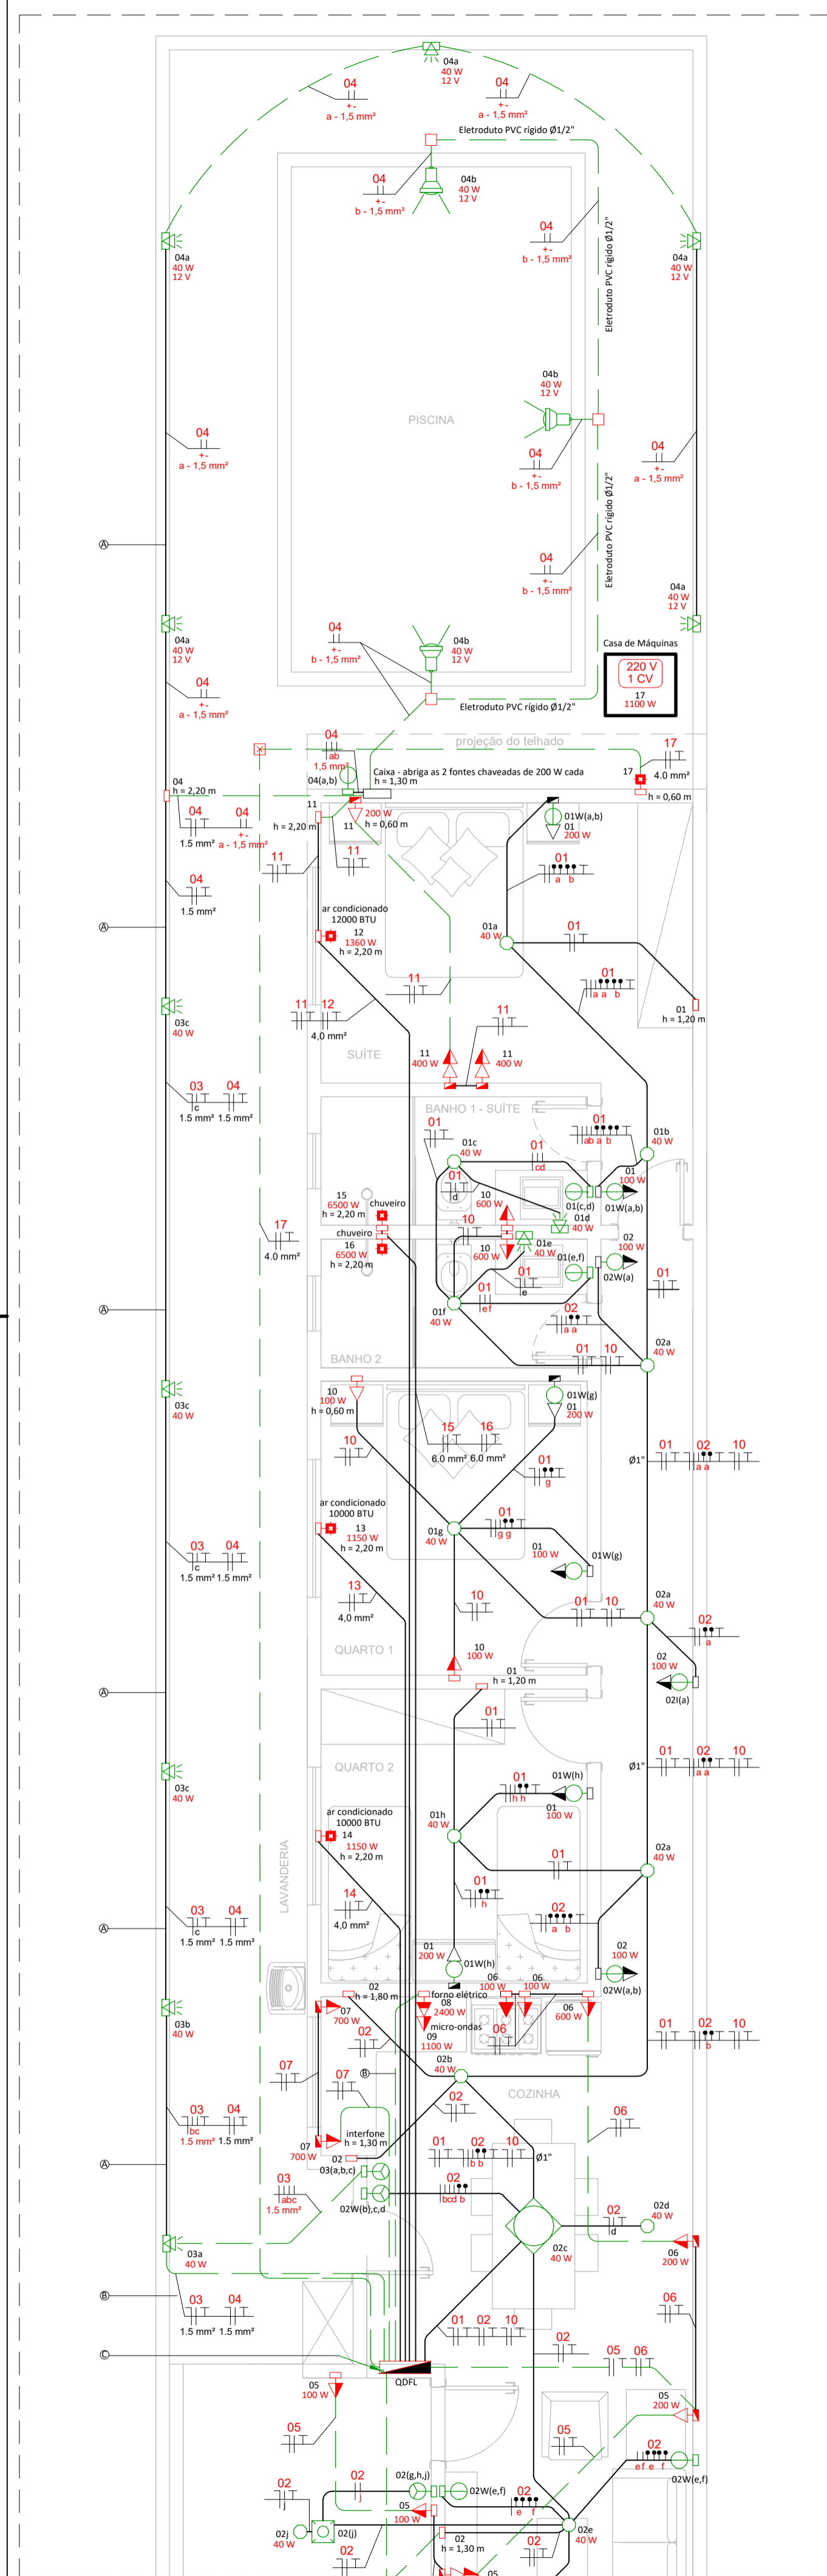 04a
40 W
12 V
04
+-
a - 1,5 mm²
04
+-
a - 1,5 mm²
Eletroduto PVC rígido Ø1/2"
04
+-
b - 1,5 mm²
04b
40 W
12 V
04
+-
b - 1,5 mm²
Eletroduto PVC rígido Ø1/2"
04a
40 W
12 V
04a
40 W
12 V
04b
40 W
12 V
PISCINA
04
+-
a - 1,5 mm²
04
+-
b - 1,5 mm²
04
+-
a - 1,5 mm²
Eletroduto PVC rígido Ø1/2"
A
04
+-
b - 1,5 mm²
04a
40 W
12 V
04a
40 W
12 V
04
+-
b - 1,5 mm²
04b
40 W
12 V
Casa de Máquinas
220 V
1 CV
17
1100 W
04
+-
a - 1,5 mm²
Eletroduto PVC rígido Ø1/2"
04
ab
1,5 mm²
projeção do telhado
17
4.0 mm²
04(a,b)
Caixa - abriga as 2 fontes chaveadas de 200 W cada
h = 1,30 m
17
h = 0,60 m
04
h = 2,20 m
04
1.5 mm²
04
+-
a - 1,5 mm²
11
h = 2,20 m
11
200 W
h = 0,60 m
01W(a,b)
01
200 W
11
11
01
a b
04
1.5 mm²
ar condicionado
12000 BTU
12
1360 W
h = 2,20 m
01a
40 W
01
A
11
01
a a b
01
h = 1,20 m
03c
40 W
11 12
4,0 mm²
11
SUÍTE
11
400 W
11
400 W
03
c
1.5 mm²
04
1.5 mm²
BANHO 1 - SUÍTE
01
01c
40 W
01
cd
01
ab a b
01b
40 W
01
d
01
100 W
15
6500 W
h = 2,20 m
chuveiro
10
600 W
01(c,d)
01d
40 W
01W(a,b)
17
4.0 mm²
chuveiro
16
6500 W
h = 2,20 m
10
10
600 W
01e
40 W
01(e,f)
02
100 W
02W(a)
01
e
01
ef
01
A
01f
40 W
02
a a
BANHO 2
01 10
02a
40 W
03c
40 W
10
100 W
h = 0,60 m
01W(g)
01
200 W
10
15
6.0 mm²
16
6.0 mm²
01
g
Ø1"
01
02
a a
10
ar condicionado
10000 BTU
13
1150 W
h = 2,20 m
01g
40 W
01
g g
01
100 W
01W(g)
03
c
1.5 mm²
04
1.5 mm²
13
4,0 mm²
10
01 10
02a
40 W
QUARTO 1
10
100 W
02
a
02
100 W
02I(a)
A
01
h = 1,20 m
01
03c
40 W
QUARTO 2
01
h h
01W(h)
01
100 W
Ø1"
01
02
a a
10
ar condicionado
10000 BTU
14
1150 W
h = 2,20 m
01h
40 W
01
02a
40 W
LAVANDERIA
14
4,0 mm²
01
h
02
a b
03
c
1.5 mm²
04
1.5 mm²
A
01
200 W
01W(h)
02
100 W
02W(a,b)
03b
40 W
07
700 W
02
h = 1,80 m
forno elétrico
08
2400 W
micro-ondas
09
1100 W
06
100 W
06
100 W
06
600 W
02
06
01
02
b
10
07
07
B
02b
40 W
COZINHA
02
06
03
bc
1.5 mm²
04
1.5 mm²
A
07
700 W
interfone
h = 1,30 m
02
03(a,b,c)
01
02
b b
10
Ø1"
03
abc
1.5 mm²
02W(b),c,d
02
bcd b
02
d
02d
40 W
02c
40 W
03a
40 W
06
200 W
B
03
1.5 mm²
04
1.5 mm²
01 02 10
06
02
C
QDFL
05 06
05
100 W
05
200 W
05
05
02
ef e f
02W(e,f)
02
j
02
j
02(g,h,j)
02W(e,f)
02
e f
05
100 W
02j
40 W
02(j)
02
h = 1,30 m
02e
40 W
02
02
05